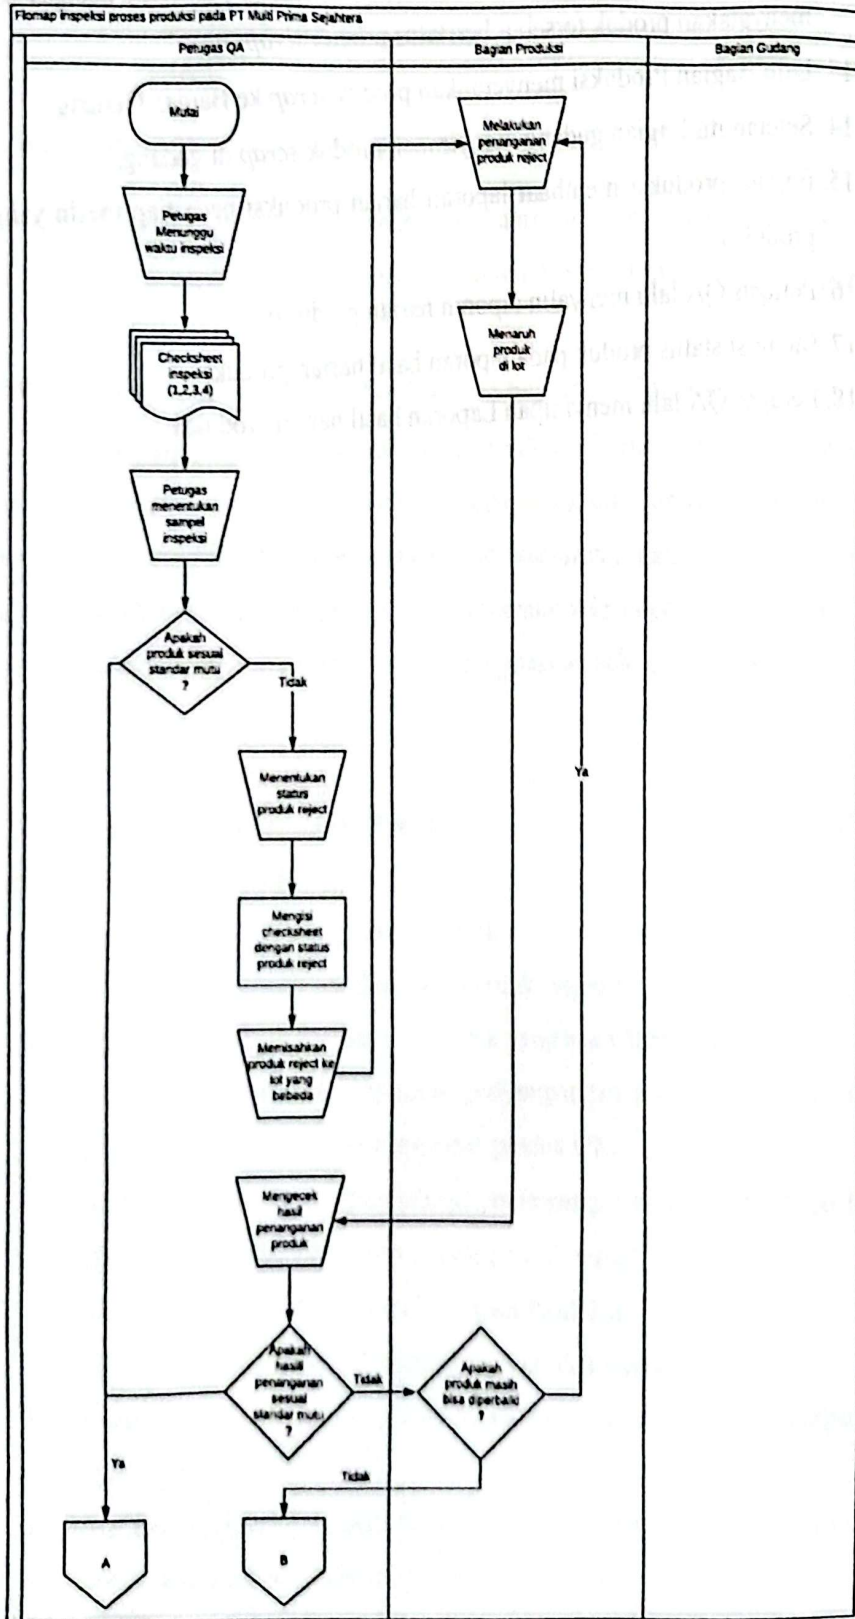 Flomap inspeksi proses produksi pada PT Multi Prima Sejahtera
Petugas QA
Bagian Produksi
Bagian Gudang
Mulai
Petugas
Menunggu
waktu inspeksi
Checksheet
inspeksi
(1,2,3,4)
Petugas
menentukan
sampel
inspeksi
Apakah
produk sesuai
standar mutu
?
Tidak
Menentukan
status
produk reject
Mengisi
checksheet
dengan status
produk reject
Memisahkan
produk reject ke
lot yang
bebeda
Melakukan
penanganan
produk reject
Menaruh
produk
di lot
Ya
Mengecek
hasil
penanganan
produk
Apakah
hasil
penanganan
sesuai
standar mutu
?
Tidak
Apakah
produk masih
bisa diperbaiki
?
Ya
Tidak
A
B